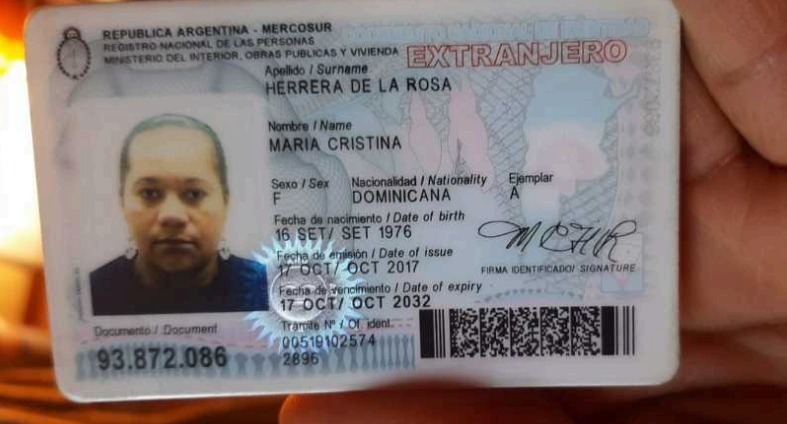 REPUBLICA ARGENTINA - MERCOSUR
REGISTRO NACIONAL DE LAS PERSONAS
MINISTERIO DEL INTERIOR, OBRAS PUBLICAS Y VIVIENDA
EXTRANJERO
Apellido / Surname
HERRERA DE LA ROSA
Nombre / Name
MARIA CRISTINA
Sexo / Sex Nacionalidad / Nationality Ejemplar
F DOMINICANA A
Fecha de nacimiento / Date of birth
16 SET/ SET 1976
Fecha de emisión / Date of issue
17 OCT/ OCT 2017
FIRMA IDENTIFICADO/ SIGNATURE
Fecha de vencimiento / Date of expiry
17 OCT/ OCT 2032
Documento / Document
93.872.086
Trámite Nº / Of. ident.
00519102574
2896